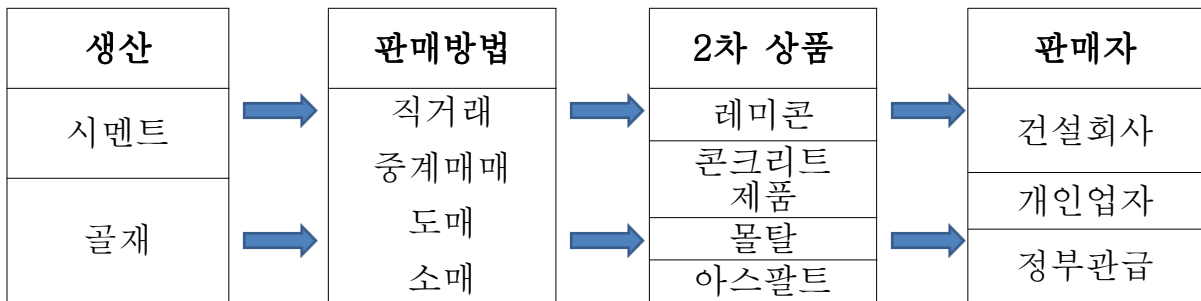 생산
시멘트
골재
판매방법
직거래
중계매매
도매
소매
2차 상품
레미콘
콘크리트
제품
몰탈
아스팔트
판매자
건설회사
개인업자
정부관급